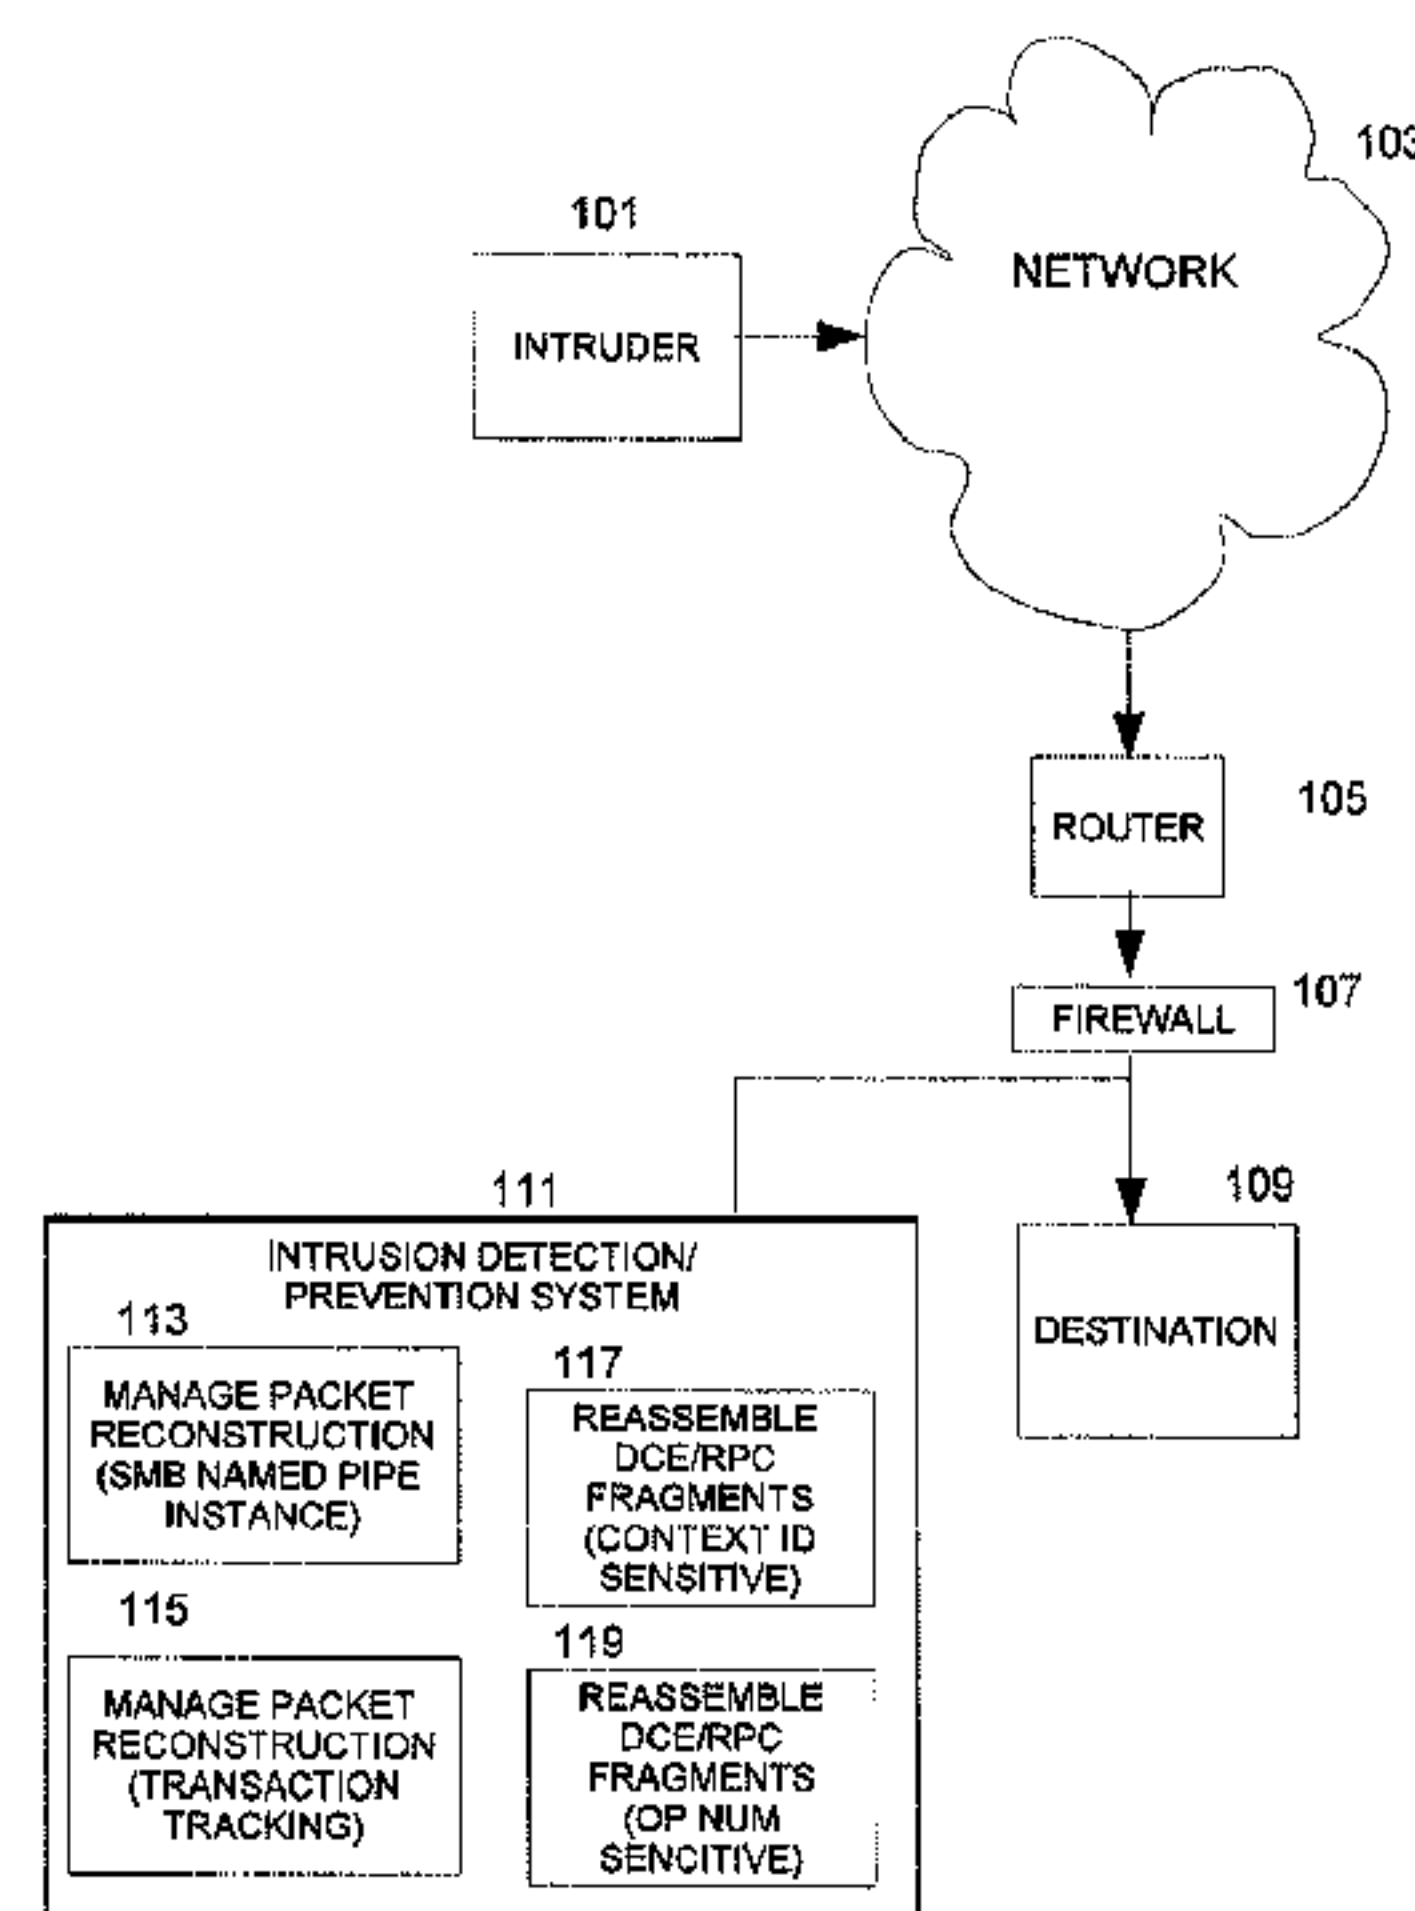 103
101
NETWORK
INTRUDER
105
ROUTER
107
FIREWALL
109
111
DESTINATION
INTRUSION DETECTION/
PREVENTION SYSTEM
113
MANAGE PACKET
RECONSTRUCTION
(SMB NAMED PIPE
INSTANCE)
117
REASSEMBLE
DCE/RPC
FRAGMENTS
(CONTEXT ID
SENSITIVE)
115
MANAGE PACKET
RECONSTRUCTION
(TRANSACTION
TRACKING)
119
REASSEMBLE
DCE/RPC
FRAGMENTS
(OP NUM
SENCITIVE)